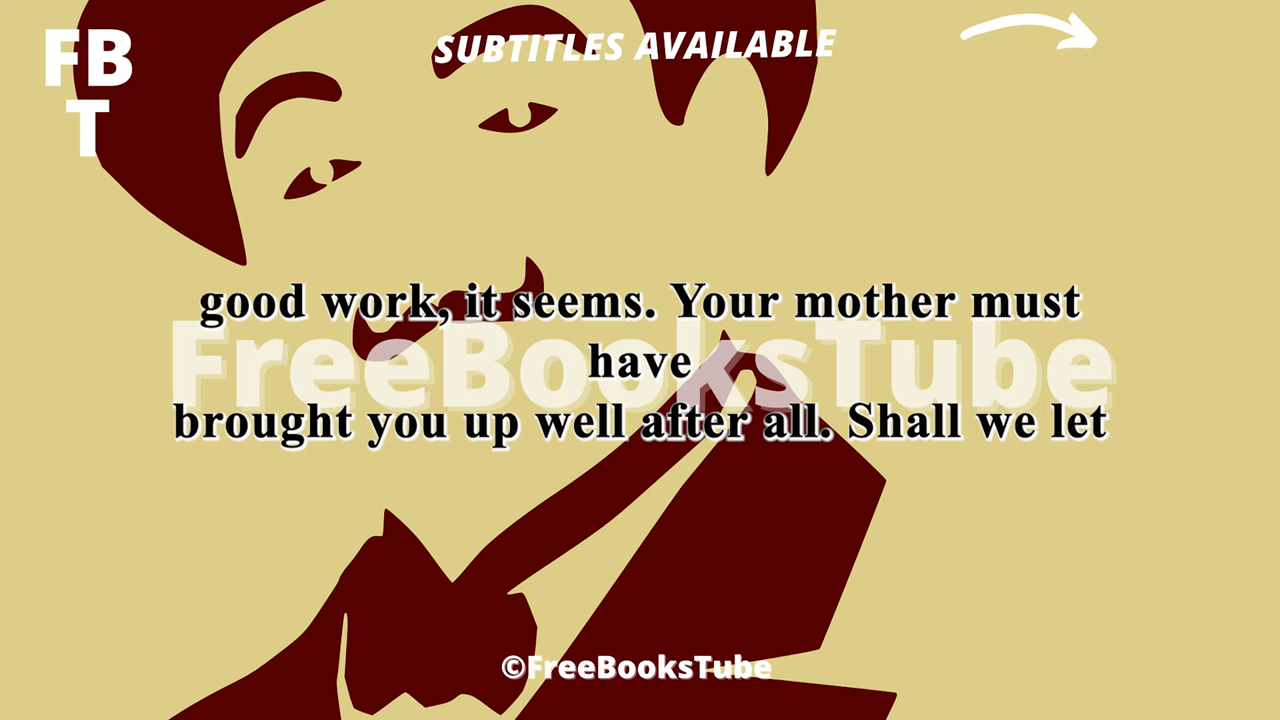 FB
T
SUBTITLES AVAILABLE
good work, it seems. Your mother must
have
FreeBooksTube
brought you up well after all. Shall we let
©FreeBooksTube